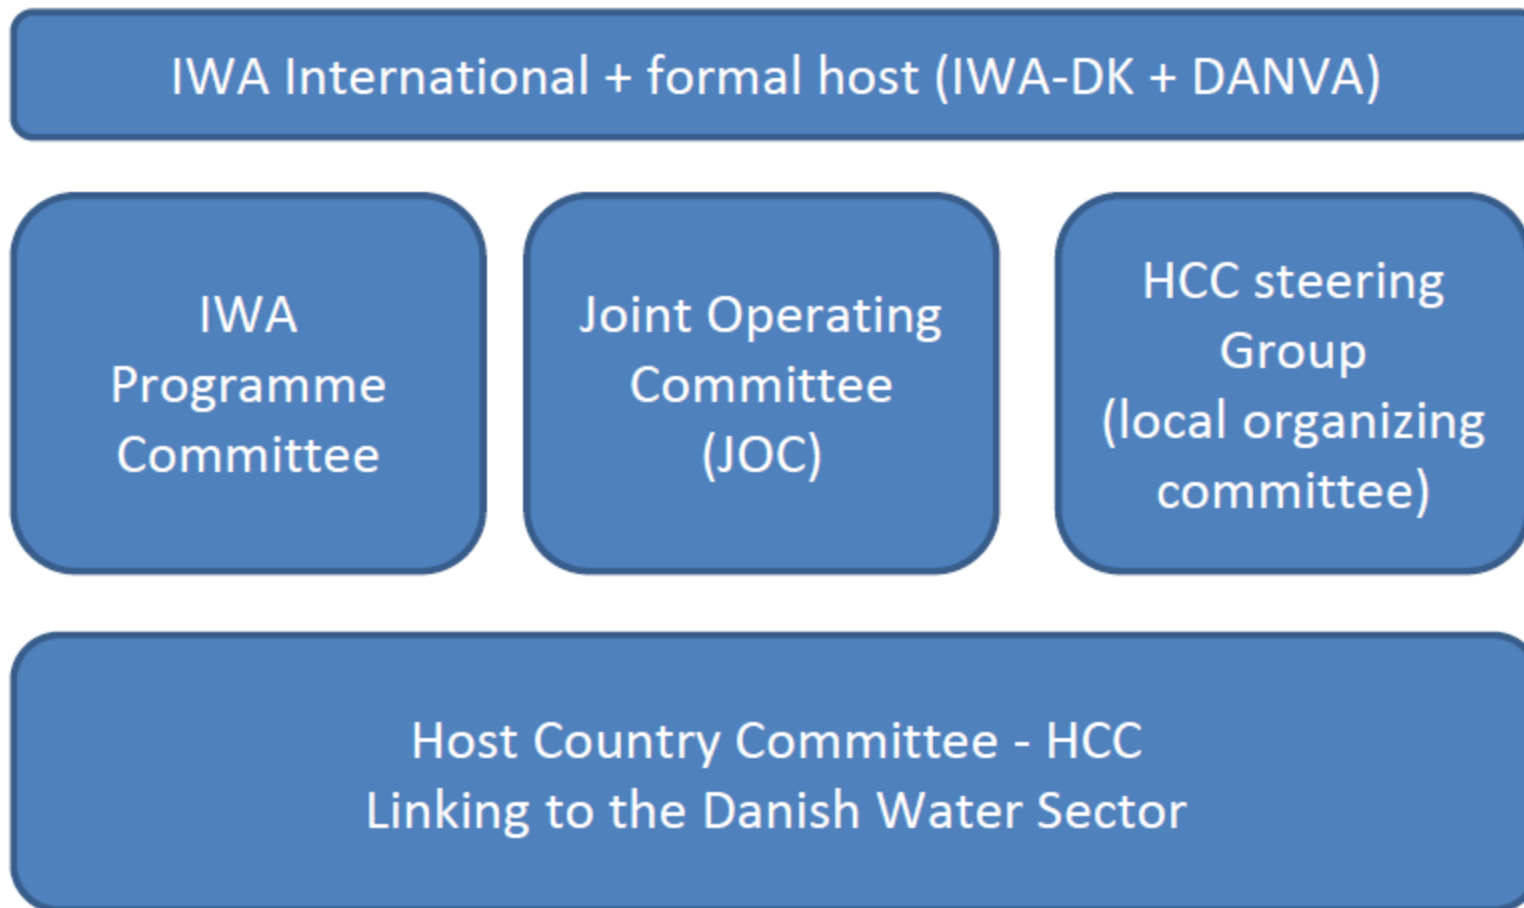 IWA International + formal host (IWA-DK + DANVA)
IWA
Programme
Committee
Joint Operating
Committee
(JOC)
HCC steering
Group
(local organizing
committee)
Host Country Committee - HCC
Linking to the Danish Water Sector